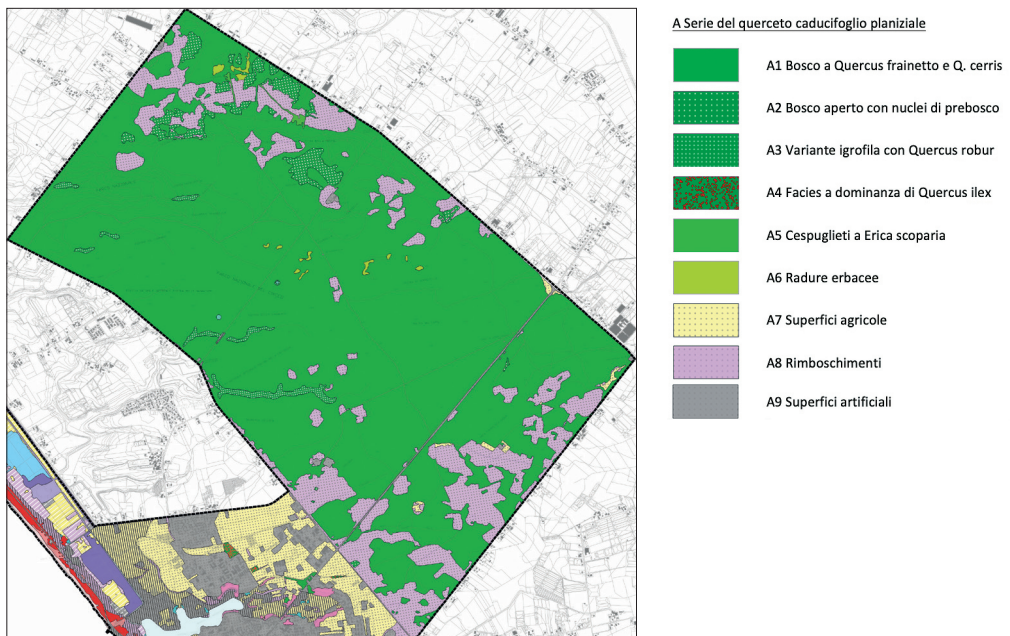 A Serie del querceto caducifoglio planiziale
A1 Bosco a Quercus frainetto e Q. cerris
A2 Bosco aperto con nuclei di prebosco
A3 Variante igrofila con Quercus robur
A4 Facies a dominanza di Quercus ilex
A5 Cespuglieti a Erica scoparia
A6 Radure erbacee
A7 Superfici agricole
A8 Rimboschimenti
A9 Superfici artificiali